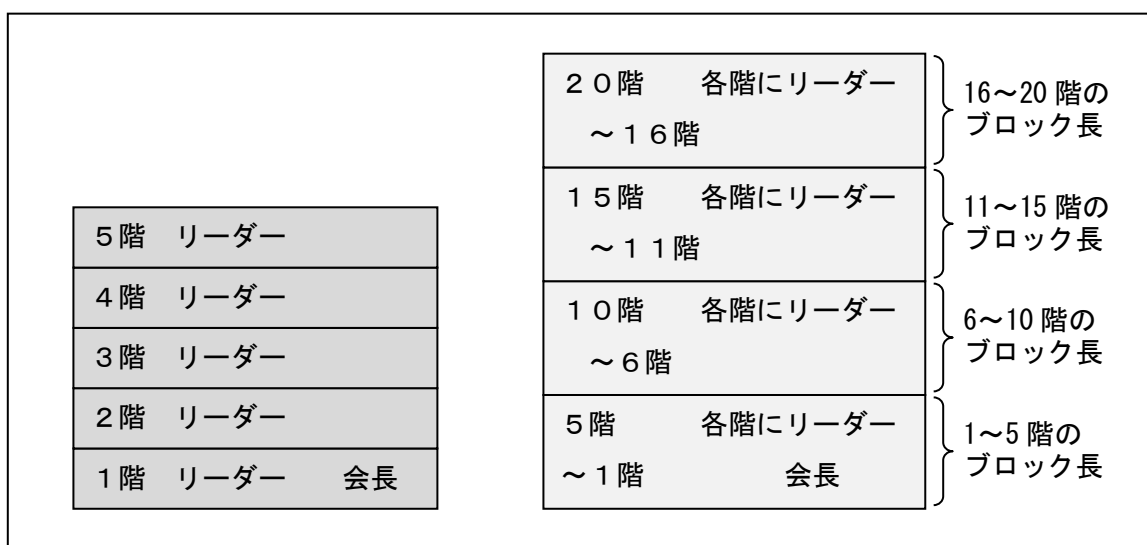 5階 リーダー
4階 リーダー
3階 リーダー
2階 リーダー
1階 リーダー 会長
20階 各階にリーダー
~16階
15階 各階にリーダー
~11階
10階 各階にリーダー
~6階
5階 各階にリーダー
~1階 会長
16~20階の
ブロック長
11~15階の
ブロック長
6~10階の
ブロック長
1~5階の
ブロック長